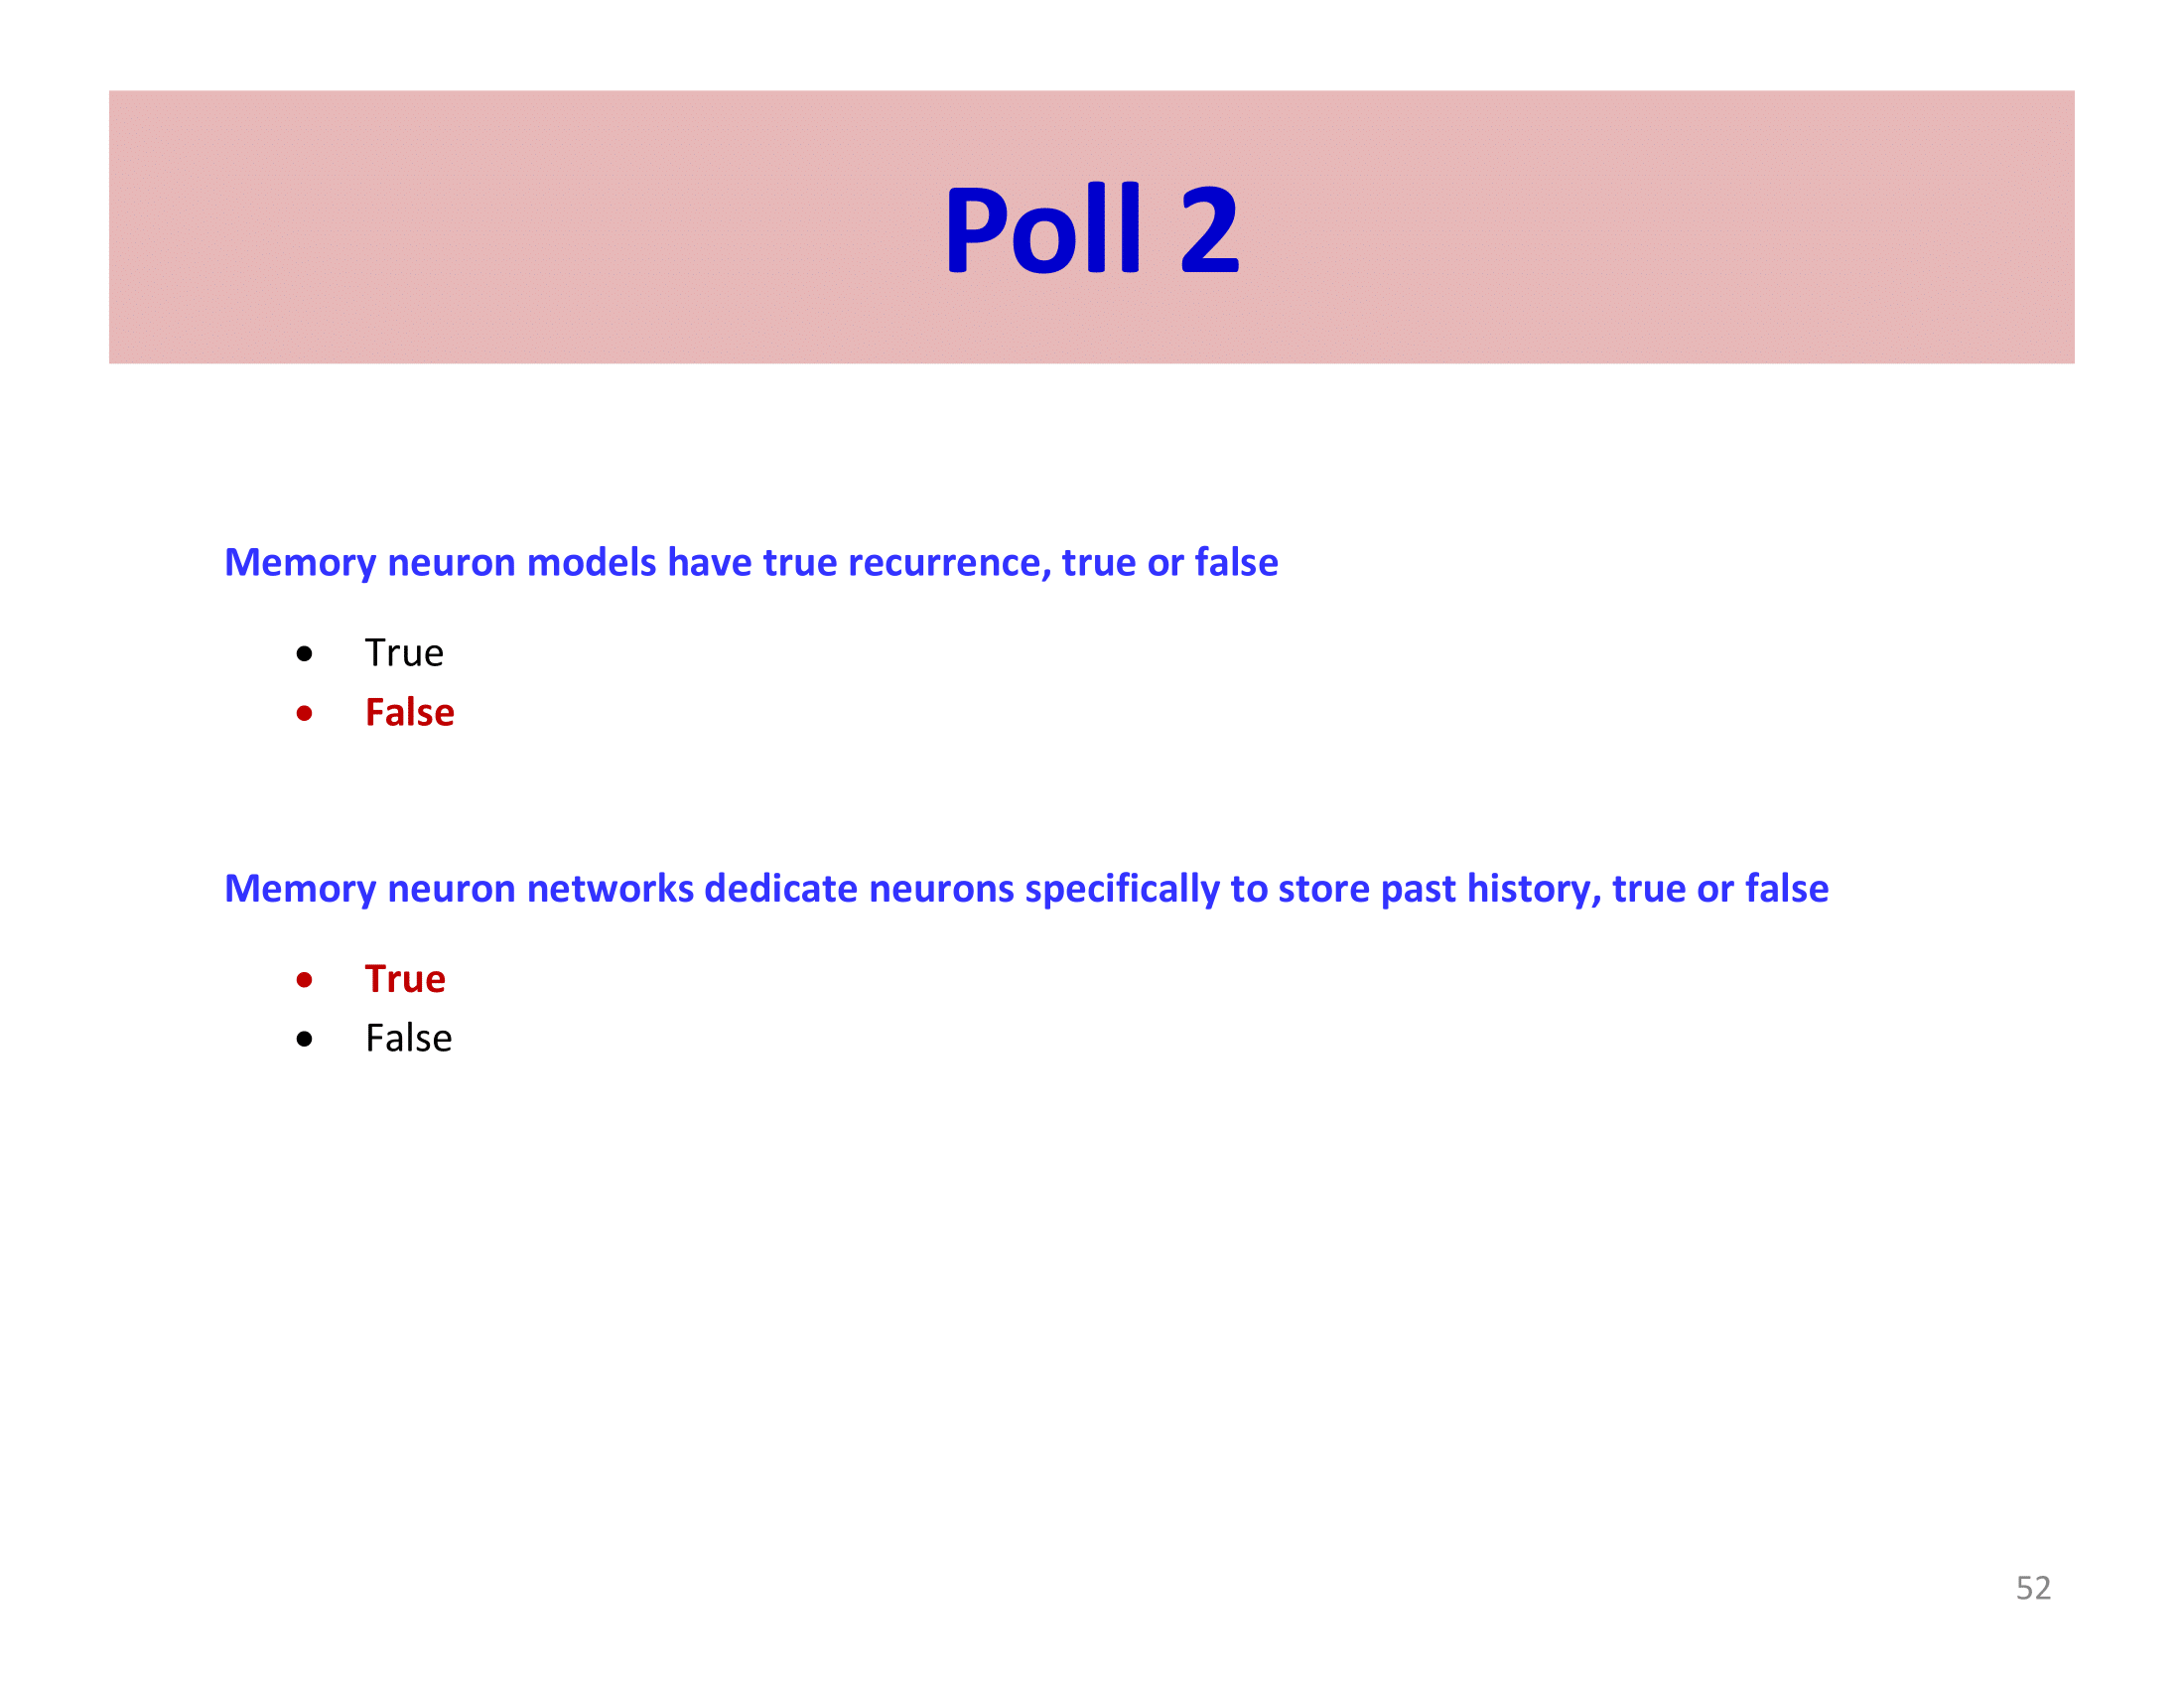 Poll 2
Memory neuron models have true recurrence, true or false
• True
• False
Memory neuron networks dedicate neurons specifically to store past history, true or false
• True
• False
52